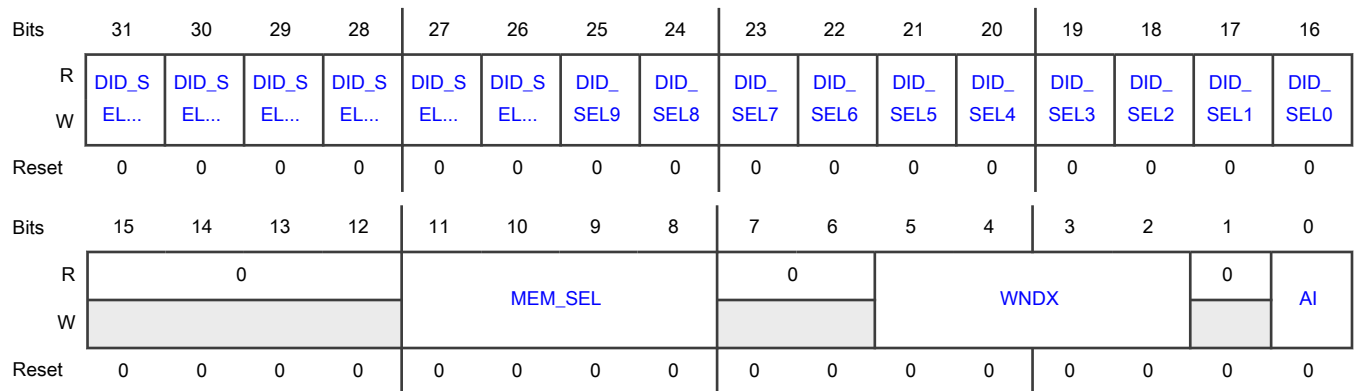 Bits 31 30 29 28 27 26 25 24 23 22 21 20 19 18 17 16
R DID_S DID_S DID_S DID_S DID_S DID_S DID_ DID_ DID_ DID_ DID_ DID_ DID_ DID_ DID_ DID_
W EL... EL... EL... EL... EL... EL... SEL9 SEL8 SEL7 SEL6 SEL5 SEL4 SEL3 SEL2 SEL1 SEL0
Reset 0 0 0 0 0 0 0 0 0 0 0 0 0 0 0 0
Bits 15 14 13 12 11 10 9 8 7 6 5 4 3 2 1 0
R 0 0 0
MEM_SEL WNDX AI
W
Reset 0 0 0 0 0 0 0 0 0 0 0 0 0 0 0 0